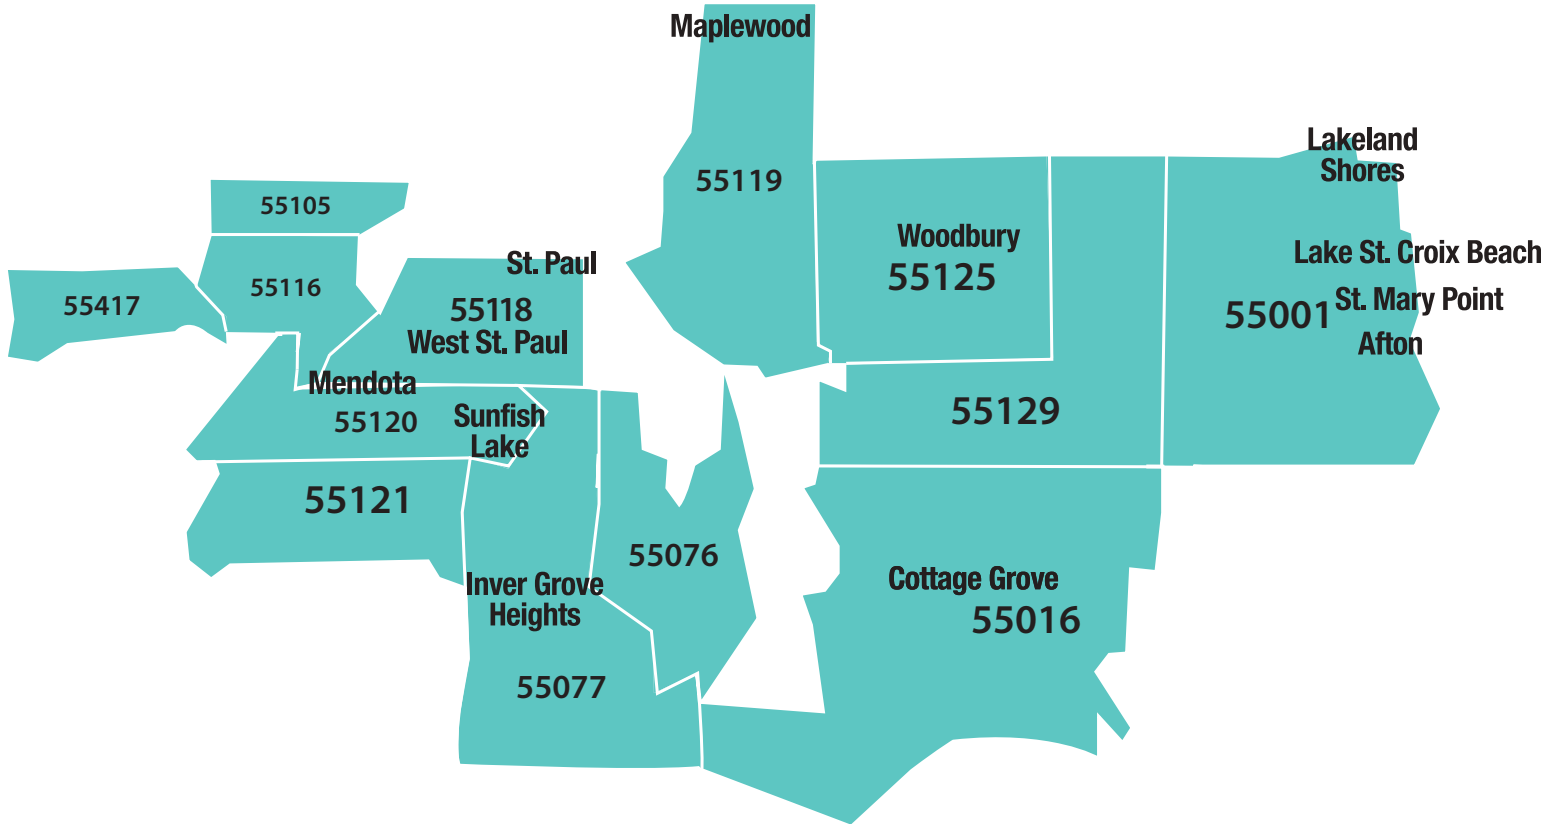 Maplewood
Lakeland
Shores
55119
55105
Woodbury
55125
Lake St. Croix Beach
St. Paul
55116
55417
55118
West St. Paul
55001
St. Mary Point
Afton
Mendota
55120
Sunfish
Lake
55129
55121
55076
Inver Grove
Heights
Cottage Grove
55016
55077